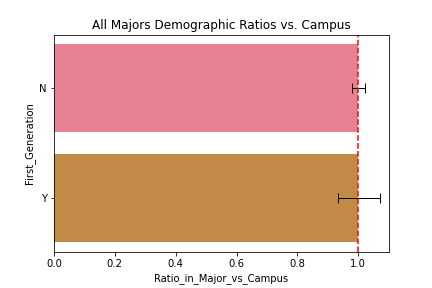 All Majors Demographic Ratios vs. Campus
First_Generation
N
Y
0.0 0.2 0.4 0.6 0.8 1.0
Ratio_in_Major_vs_Campus